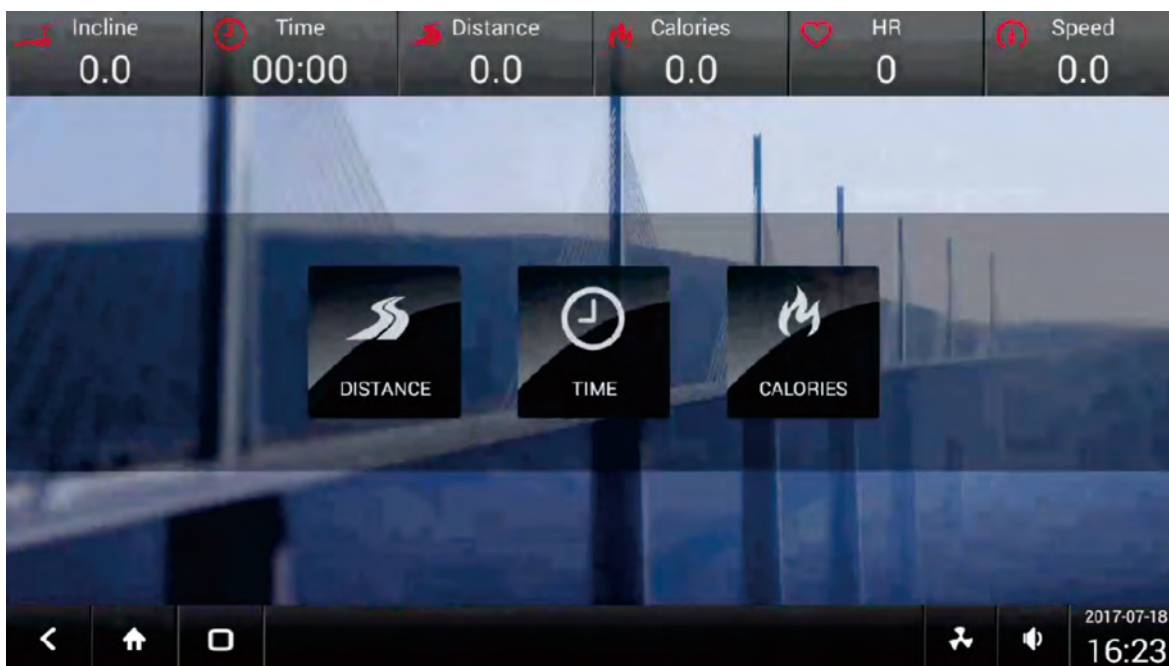 Incline Time Distance Calories HR Speed
0.0 00:00 0.0 0.0 0 0.0
DISTANCE TIME CALORIES
2017-07-18
16:23